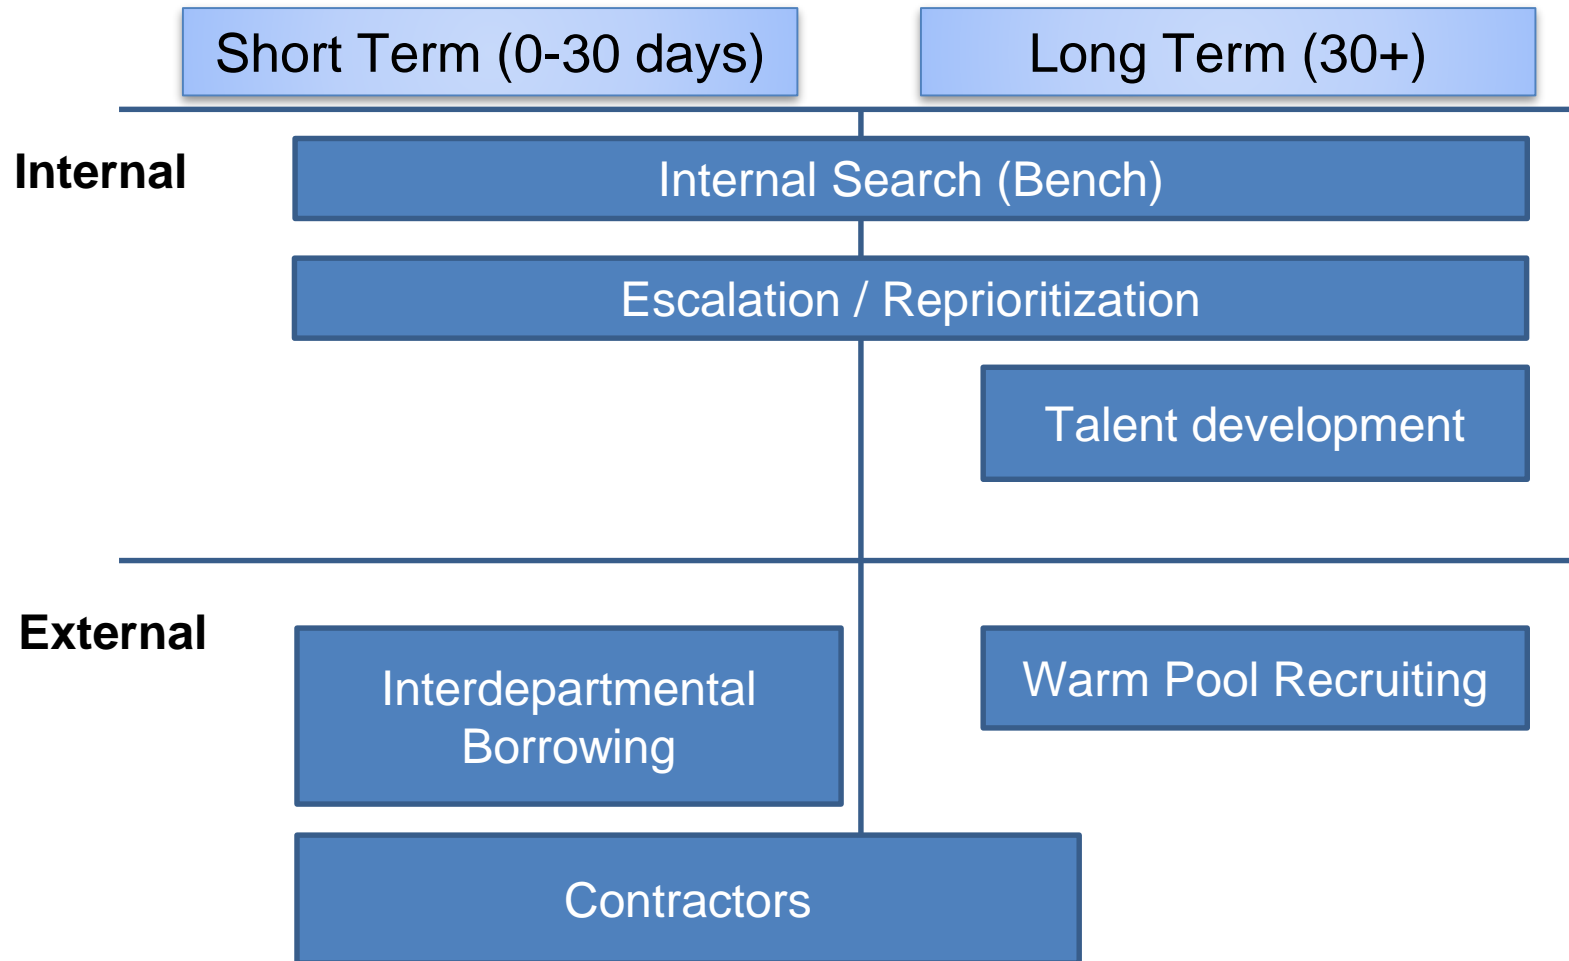 Short Term (0-30 days)
Long Term (30+)
Internal
Internal Search (Bench)
Escalation / Reprioritization
Talent development
External
Interdepartmental
Borrowing
Warm Pool Recruiting
Contractors